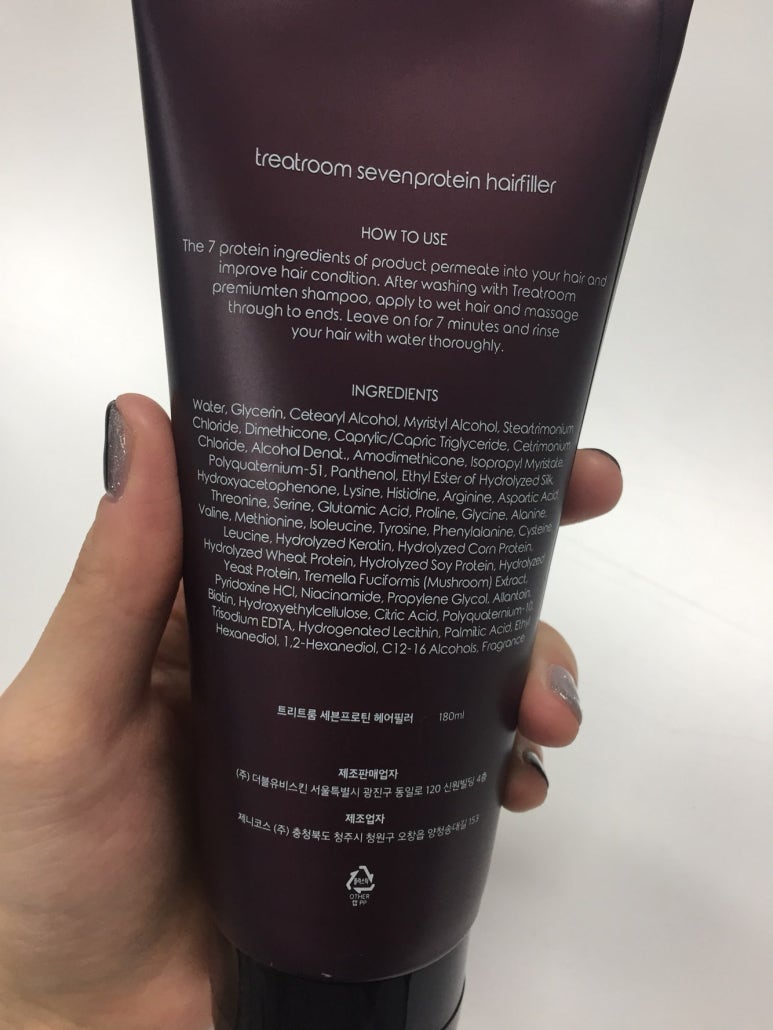 treatroom sevenprotein hairfiller
HOW TO USE
The 7 protein ingredients of product permeate into your hair and
improve hair condition. After washing with Treatroom
premiumten shampoo, apply to wet hair and massage
through to ends. Leave on for 7 minutes and rinse
your hair with water thoroughly.
INGREDIENTS
Water, Glycerin, Cetearyl Alcohol, Myristyl Alcohol, Steartrimonium
Chloride, Dimethicone, Caprylic/Capric Triglyceride, Cetrimonium
Chloride, Alcohol Denat., Amodimethicone, Isopropyl Myristate,
Polyquaternium-51, Panthenol, Ethyl Ester of Hydrolyzed Silk,
Hydroxyacetophenone, Lysine, Histidine, Arginine, Aspartic Acid,
Threonine, Serine, Glutamic Acid, Proline, Glycine, Alanine,
Valine, Methionine, Isoleucine, Tyrosine, Phenylalanine, Cysteine,
Leucine, Hydrolyzed Keratin, Hydrolyzed Corn Protein,
Hydrolyzed Wheat Protein, Hydrolyzed Soy Protein, Hydrolyzed
Yeast Protein, Tremella Fuciformis (Mushroom) Extract,
Pyridoxine HCl, Niacinamide, Propylene Glycol, Allantoin,
Biotin, Hydroxyethylcellulose, Citric Acid, Polyquaternium-10,
Trisodium EDTA, Hydrogenated Lecithin, Palmitic Acid, Ethyl
Hexanediol, 1,2-Hexanediol, C12-16 Alcohols, Fragrance
트리트룸 세븐프로틴 헤어필러 180ml
제조판매업자
(주) 더블유비스킨 서울특별시 광진구 동일로 120 신원빌딩 4층
제조업자
제니코스 (주) 충청북도 청주시 청원구 오창읍 양청송대길 153
플라스틱
OTHER
캡 PP